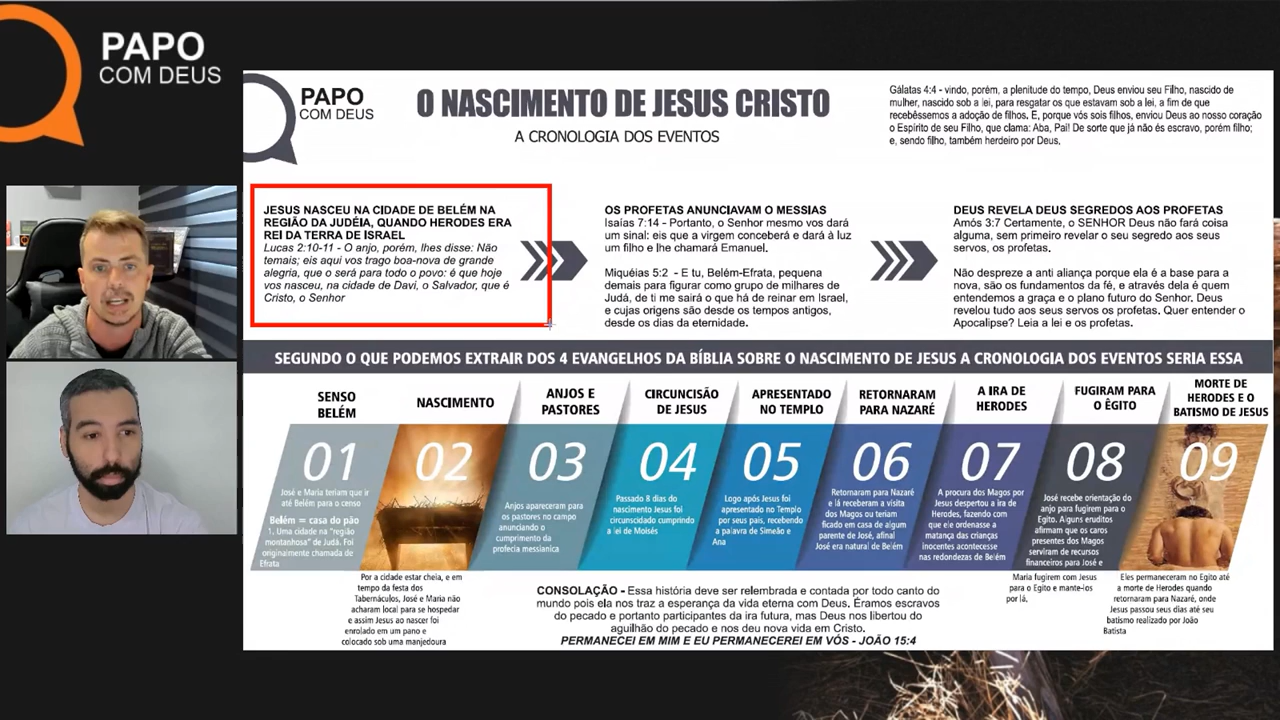 PAPO
COM DEUS
PAPO
COM DEUS
O NASCIMENTO DE JESUS CRISTO
A CRONOLOGIA DOS EVENTOS
Gálatas 4:4 - vindo, porém, a plenitude do tempo, Deus enviou seu Filho, nascido de
mulher, nascido sob a lei, para resgatar os que estavam sob a lei, a fim de que
recebêssemos a adoção de filhos. E, porque vós sois filhos, enviou Deus ao nosso coração
o Espírito de seu Filho, que clama: Aba, Pai! De sorte que já não és escravo, porém filho;
e, sendo filho, também herdeiro por Deus,
JESUS NASCEU NA CIDADE DE BELÉM NA
REGIÃO DA JUDÉIA, QUANDO HERODES ERA
REI DA TERRA DE ISRAEL
Lucas 2:10-11 - O anjo, porém, lhes disse: Não
temais; eis aqui vos trago boa-nova de grande
alegria, que o será para todo o povo: é que hoje
vos nasceu, na cidade de Davi, o Salvador, que é
Cristo, o Senhor
OS PROFETAS ANUNCIAVAM O MESSIAS
Isaías 7:14 - Portanto, o Senhor mesmo vos dará
um sinal: eis que a virgem conceberá e dará à luz
um filho e lhe chamará Emanuel.
Miquéias 5:2 - E tu, Belém-Efrata, pequena
demais para figurar como grupo de milhares de
Judá, de ti me sairá o que há de reinar em Israel,
e cujas origens são desde os tempos antigos,
desde os dias da eternidade.
DEUS REVELA DEUS SEGREDOS AOS PROFETAS
Amós 3:7 Certamente, o SENHOR Deus não fará coisa
alguma, sem primeiro revelar o seu segredo aos seus
servos, os profetas.
Não despreze a anti aliança porque ela é a base para a
nova, são os fundamentos da fé, e através dela é quem
entendemos a graça e o plano futuro do Senhor. Deus
revelou tudo aos seus servos os profetas. Quer entender o
Apocalipse? Leia a lei e os profetas.
SEGUNDO O QUE PODEMOS EXTRAIR DOS 4 EVANGELHOS DA BÍBLIA SOBRE O NASCIMENTO DE JESUS A CRONOLOGIA DOS EVENTOS SERIA ESSA
SENSO
BELÉM
01
José e Maria teriam que ir
até Belém para o censo
Belém = casa do pão
1. Uma cidade na "região
montanhosa" de Judá. Foi
originalmente chamada de
Efrata
NASCIMENTO
02
Por a cidade estar cheia, e em
tempo da festa dos
Tabernáculos, José e Maria não
acharam local para se hospedar
e assim Jesus ao nascer foi
enrolado em um pano e
colocado sob uma manjedoura
ANJOS E
PASTORES
03
Anjos apareceram para
os pastores no campo
anunciando o
cumprimento da
profecia messianica
CIRCUNCISÃO
DE JESUS
04
Passado 8 dias do
nascimento Jesus foi
circunscidado cumprindo
a lei de Moisés
APRESENTADO
NO TEMPLO
05
Logo após Jesus foi
apresentado no Templo
por seus pais, recebendo
a palavra de Simeão e
Ana
RETORNARAM
PARA NAZARÉ
06
Retornaram para Nazaré
e lá receberam a visita
dos Magos ou teriam
ficado em casa de algum
parente de José, afinal
José era natural de Belém
A IRA DE
HERODES
07
A procura dos Magos por
Jesus despertou a ira de
Herodes, fazendo com
que ele ordenasse a
matança das crianças
inocentes acontecesse
nas redondezas de Belém
FUGIRAM PARA
O ÊGITO
08
José recebe orientação do
anjo para fugirem para o
Egito. Alguns eruditos
afirmam que os caros
presentes dos Magos
serviram de recursos
financeiros para José e
Maria fugirem com Jesus
para o Egito e mante-los
por lá.
MORTE DE
HERODES E O
BATISMO DE JESUS
09
Eles permaneceram no Egito até
a morte de Herodes quando
retornaram para Nazaré, onde
Jesus passou seus dias até seu
batismo realizado por João
Batista
CONSOLAÇÃO - Essa história deve ser relembrada e contada por todo canto do
mundo pois ela nos traz a esperança da vida eterna com Deus. Éramos escravos
do pecado e portanto participantes da ira futura, mas Deus nos libertou do
aguilhão do pecado e nos deu nova vida em Cristo.
PERMANECEI EM MIM E EU PERMANECEREI EM VÓS - JOÃO 15:4